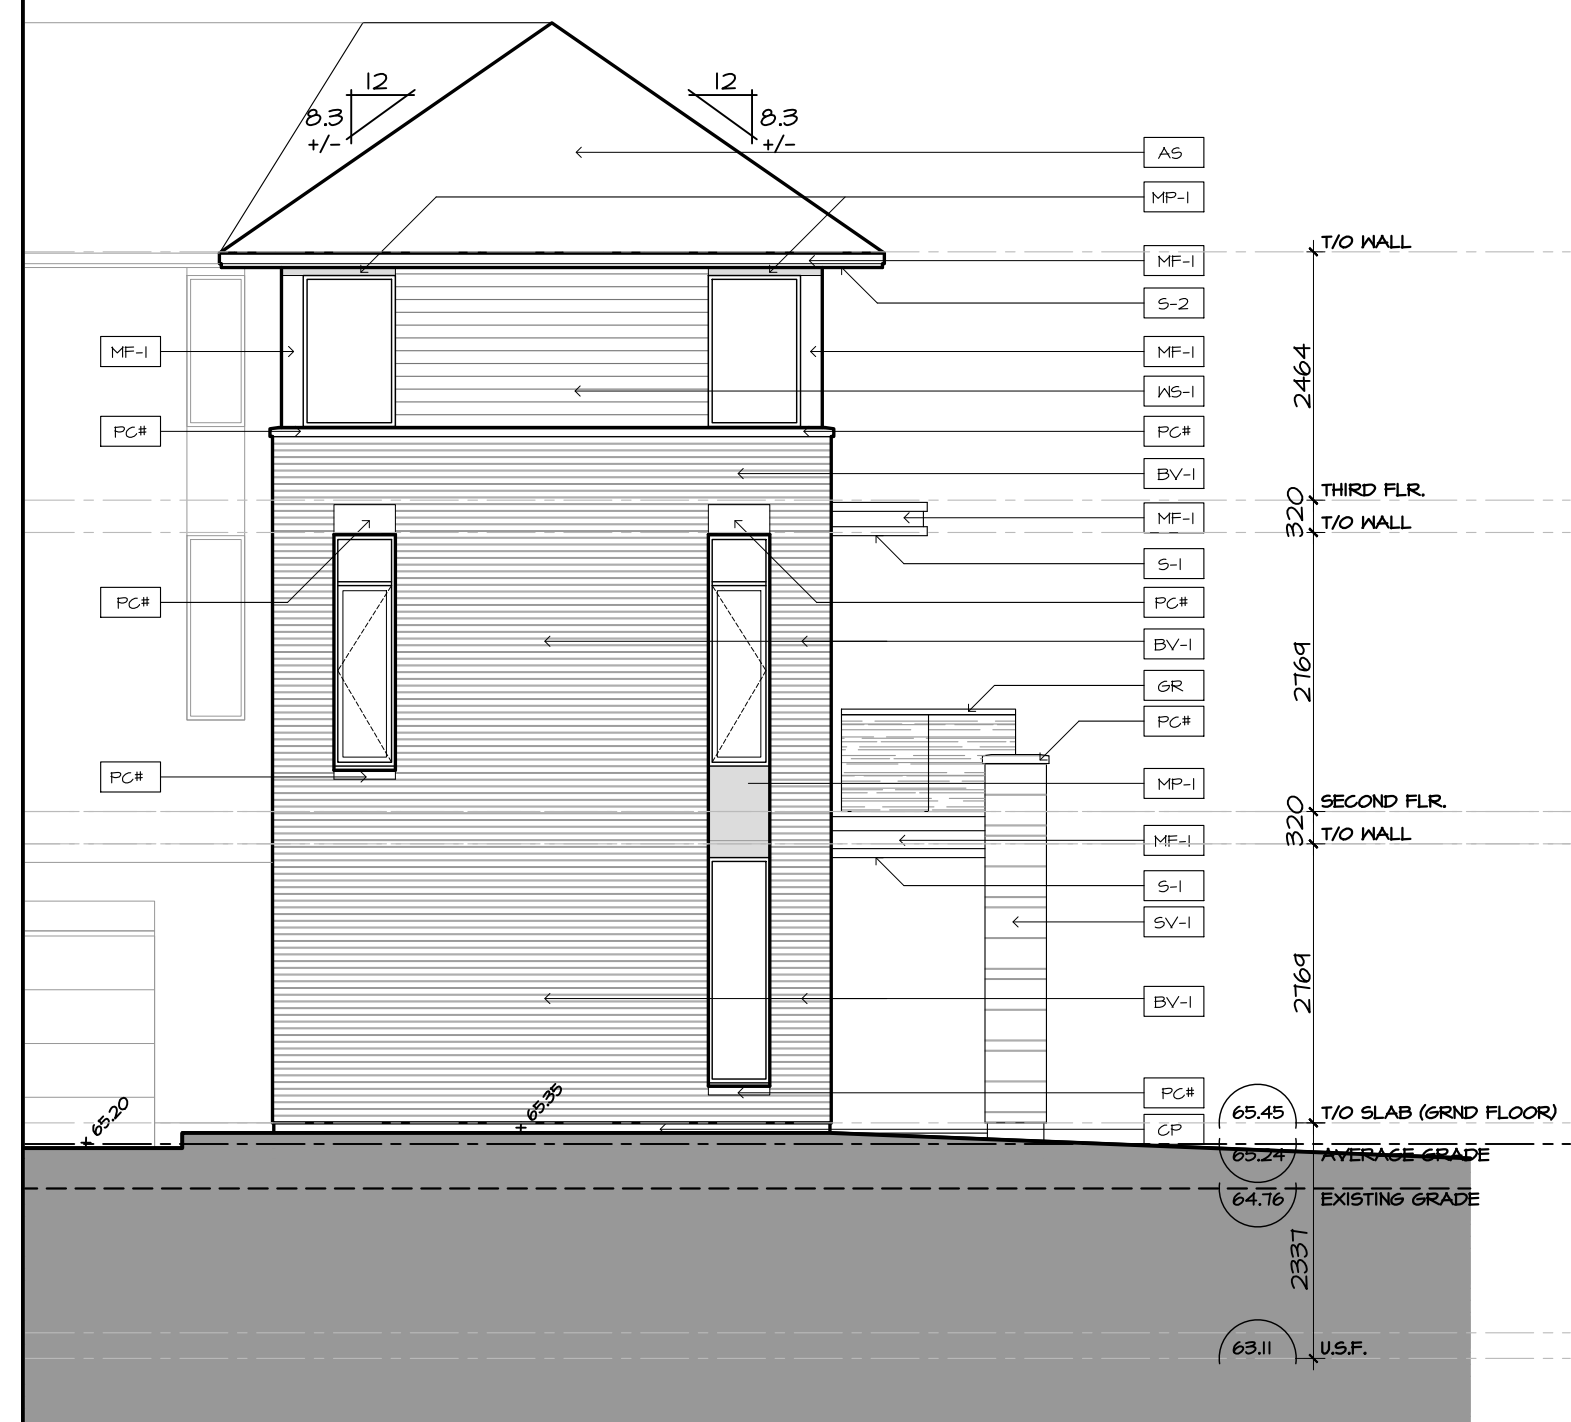 12
12
8.3
8.3
+/-
+/-
AS
MP-1
T/O WALL
MF-1
S-2
MF-1
MF-1
2464
WS-1
PC#
PC#
BV-1
THIRD FLR.
MF-1
320
T/O WALL
S-1
PC#
PC#
BV-1
2769
GR
PC#
PC#
MP-1
SECOND FLR.
320
T/O WALL
MF-1
S-1
SV-1
2769
BV-1
PC#
65.20
65.35
65.45
T/O SLAB (GRND FLOOR)
CP
65.24
AVERAGE GRADE
64.76
EXISTING GRADE
2337
63.11
U.S.F.